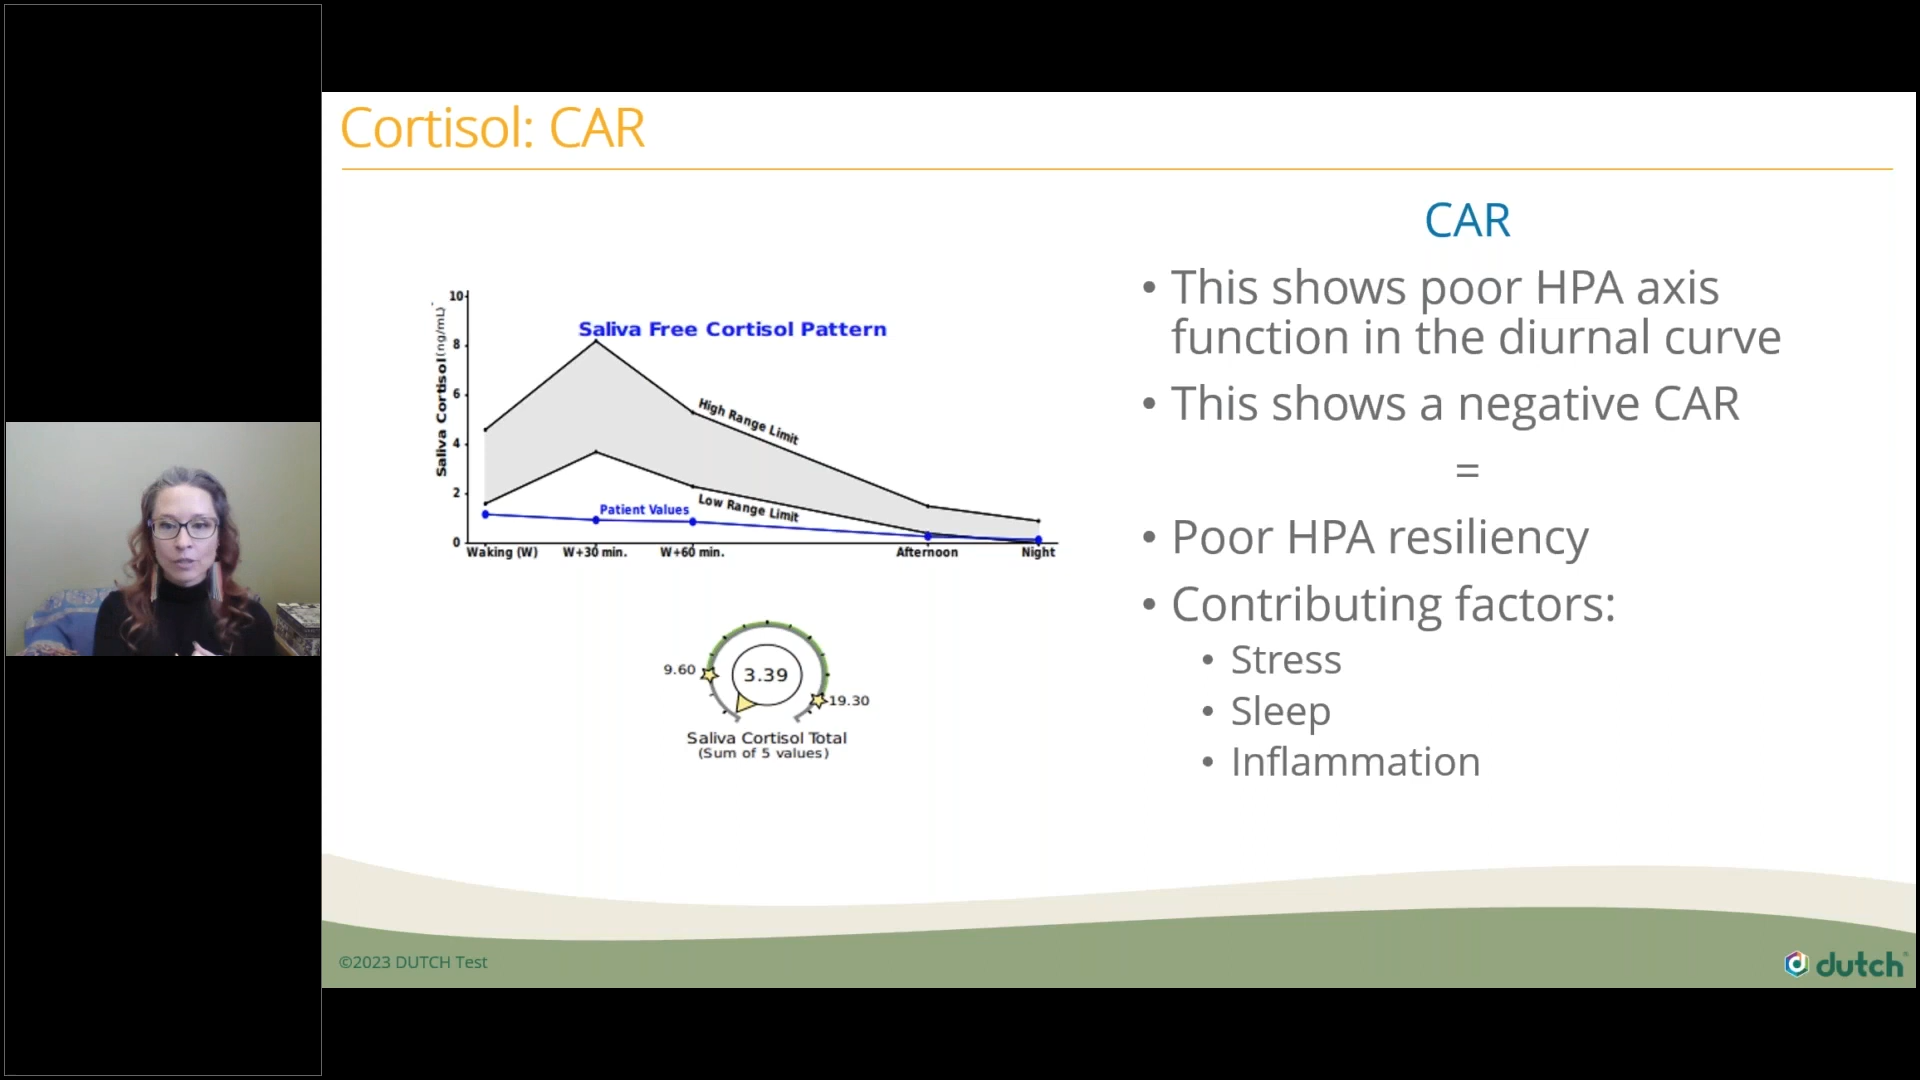 Cortisol: CAR
CAR
• This shows poor HPA axis
function in the diurnal curve
• This shows a negative CAR
=
• Poor HPA resiliency
• Contributing factors:
• Stress
• Sleep
• Inflammation
Saliva Free Cortisol Pattern
Saliva Cortisol (ng/mL)
10
8
6
4
2
0
High Range Limit
Low Range Limit
Patient Values
Waking (W) W+30 min. W+60 min. Afternoon Night
9.60
3.39
19.30
Saliva Cortisol Total
(Sum of 5 values)
©2023 DUTCH Test
dutch